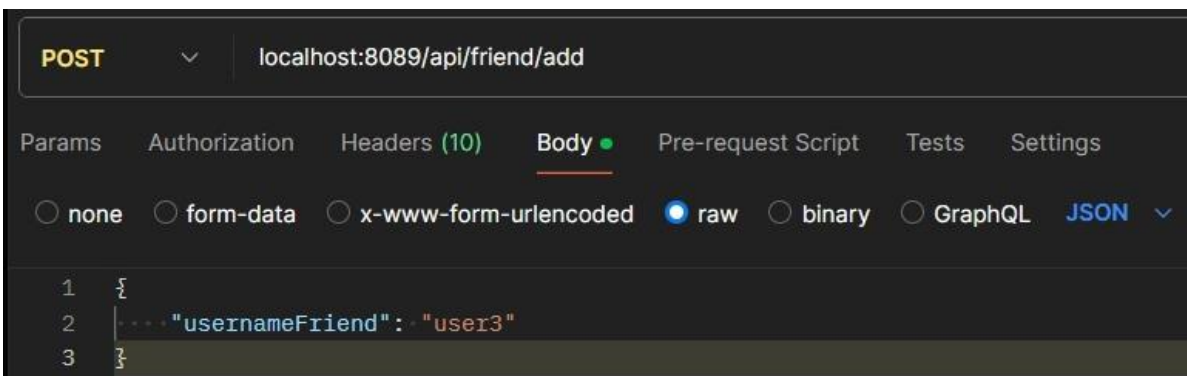 POST localhost:8089/api/friend/add
Params Authorization Headers (10) Body Pre-request Script Tests Settings
none form-data x-www-form-urlencoded raw binary GraphQL JSON
1 {
2 "usernameFriend": "user3"
3 }